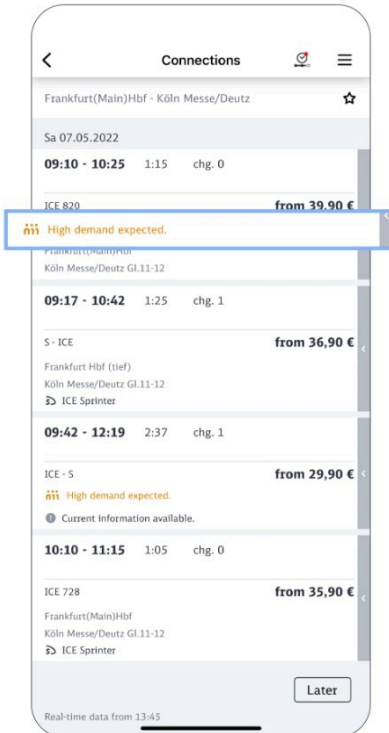 Connections
Frankfurt(Main)Hbf - Köln Messe/Deutz
Sa 07.05.2022
09:10 - 10:25 1:15 chg. 0
ICE 820 from 39,90 €
High demand expected.
Frankfurt(Main)Hbf
Köln Messe/Deutz Gl.11-12
09:17 - 10:42 1:25 chg. 1
S - ICE from 36,90 €
Frankfurt Hbf (tief)
Köln Messe/Deutz Gl.11-12
ICE Sprinter
09:42 - 12:19 2:37 chg. 1
ICE - S from 29,90 €
High demand expected.
Current information available.
10:10 - 11:15 1:05 chg. 0
ICE 728 from 35,90 €
Frankfurt(Main)Hbf
Köln Messe/Deutz Gl.11-12
ICE Sprinter
Later
Real-time data from 13:45